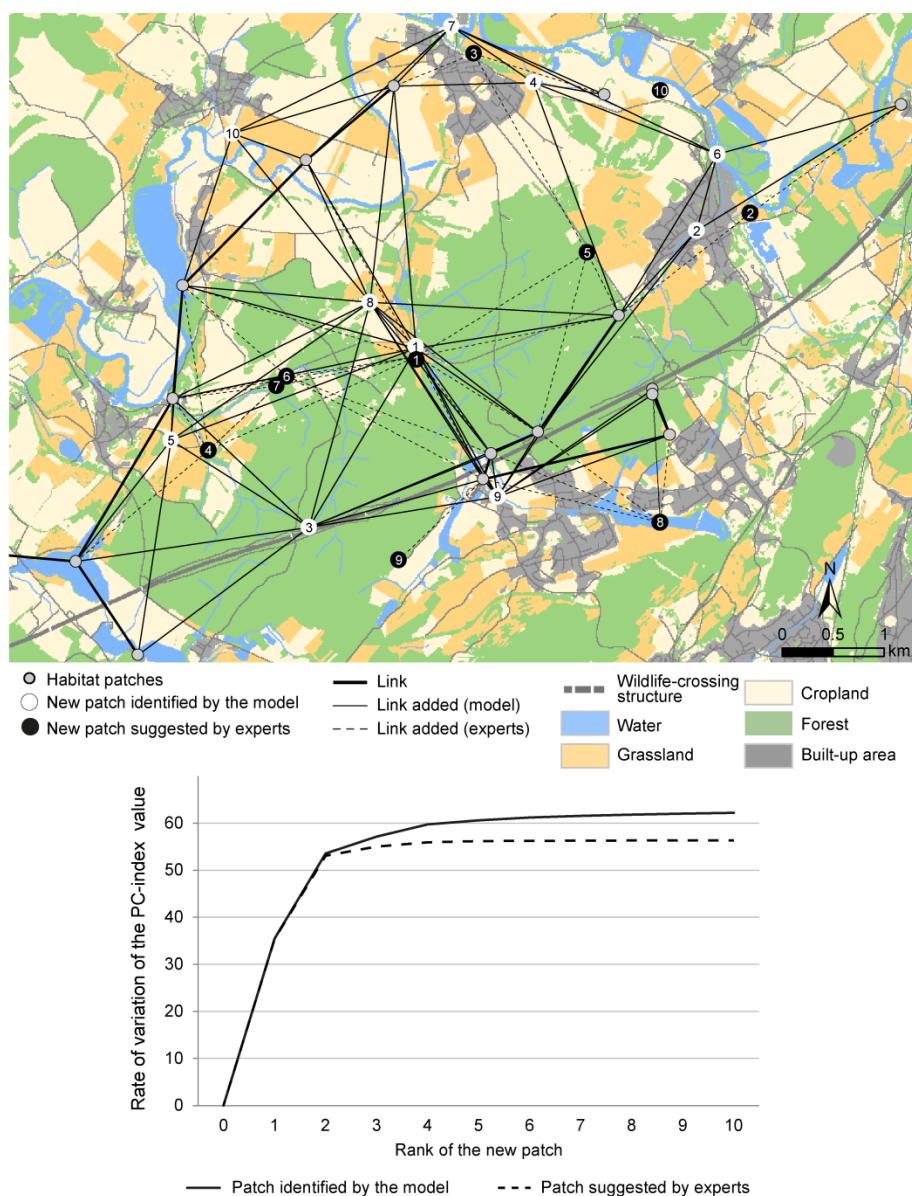 7
3
4
10
10
6
2
2
5
8
1
1
6
7
5
4
9
3
8
9
N
0 0.5 1
km
Habitat patches
New patch identified by the model
New patch suggested by experts
Link
Link added (model)
Link added (experts)
Wildlife-crossing
structure
Water
Grassland
Cropland
Forest
Built-up area
Rate of variation of the PC-index value
60
50
40
30
20
10
0
0 1 2 3 4 5 6 7 8 9 10
Rank of the new patch
Patch identified by the model
Patch suggested by experts